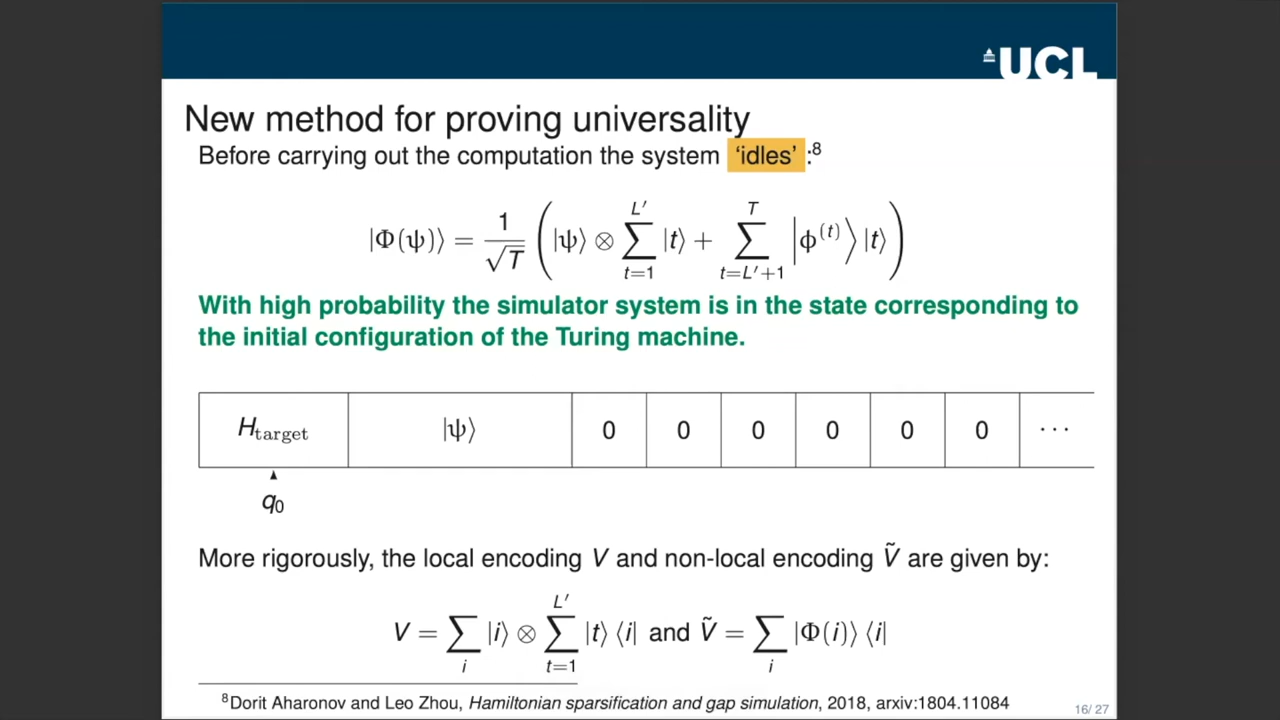 UCL
New method for proving universality
Before carrying out the computation the system 'idles' :⁸
|Φ(ψ)⟩ = 1/√T ( |ψ⟩ ⊗ ∑_{t=1}^{L′} |t⟩ + ∑_{t=L′+1}^{T} |ϕ^{(t)}⟩ |t⟩ )
With high probability the simulator system is in the state corresponding to
the initial configuration of the Turing machine.
H_target |ψ⟩ 0 0 0 0 0 0 ···
q₀
More rigorously, the local encoding V and non-local encoding Ṽ are given by:
V = ∑_i |i⟩ ⊗ ∑_{t=1}^{L′} |t⟩ ⟨i| and Ṽ = ∑_i |Φ(i)⟩ ⟨i|
⁸Dorit Aharonov and Leo Zhou, Hamiltonian sparsification and gap simulation, 2018, arxiv:1804.11084
16/ 27